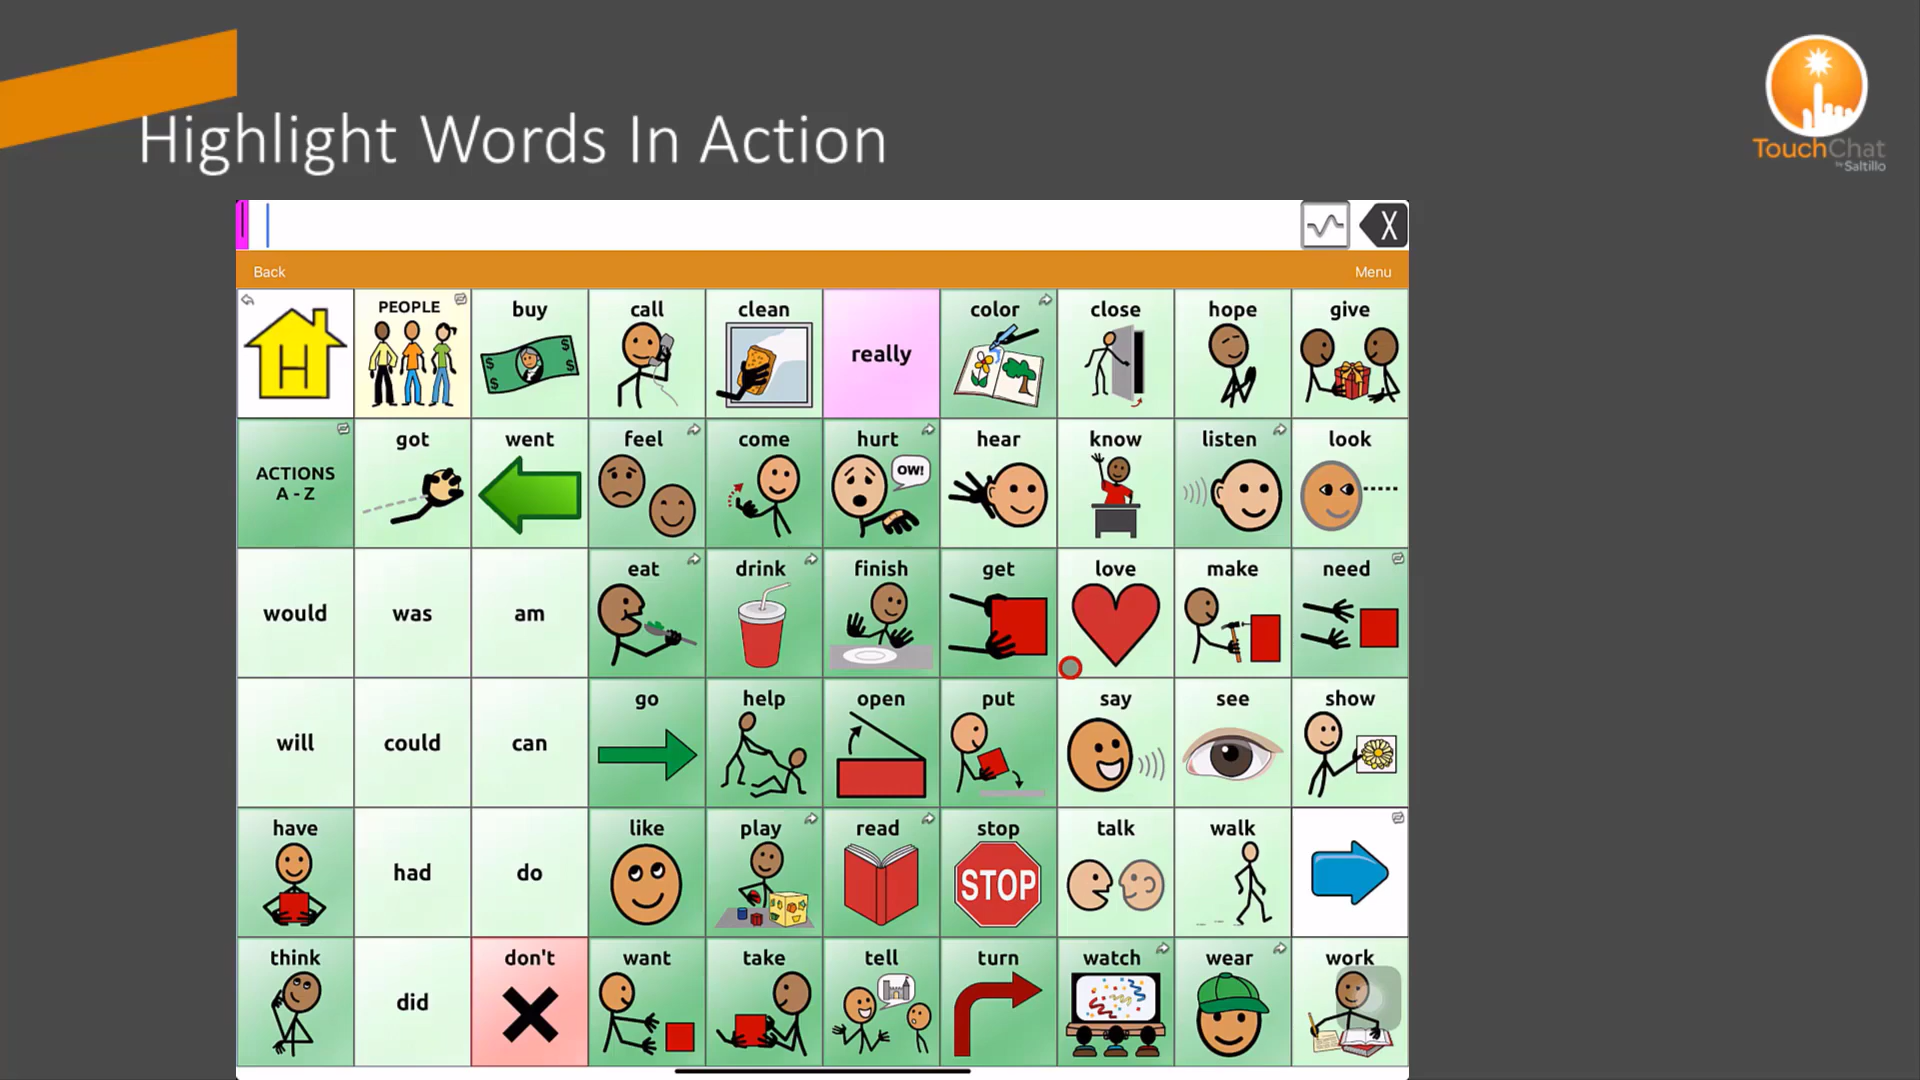 Highlight Words In Action
TouchChat
by Saltillo
X
Back
Menu
H
PEOPLE
buy
call
clean
really
color
close
hope
give
ACTIONS
A - Z
got
went
feel
come
hurt
OW!
hear
know
listen
look
would
was
am
eat
drink
finish
get
love
make
need
will
could
can
go
help
open
put
say
see
show
have
had
do
like
play
read
stop
STOP
talk
walk
think
did
don't
want
take
tell
turn
watch
wear
work